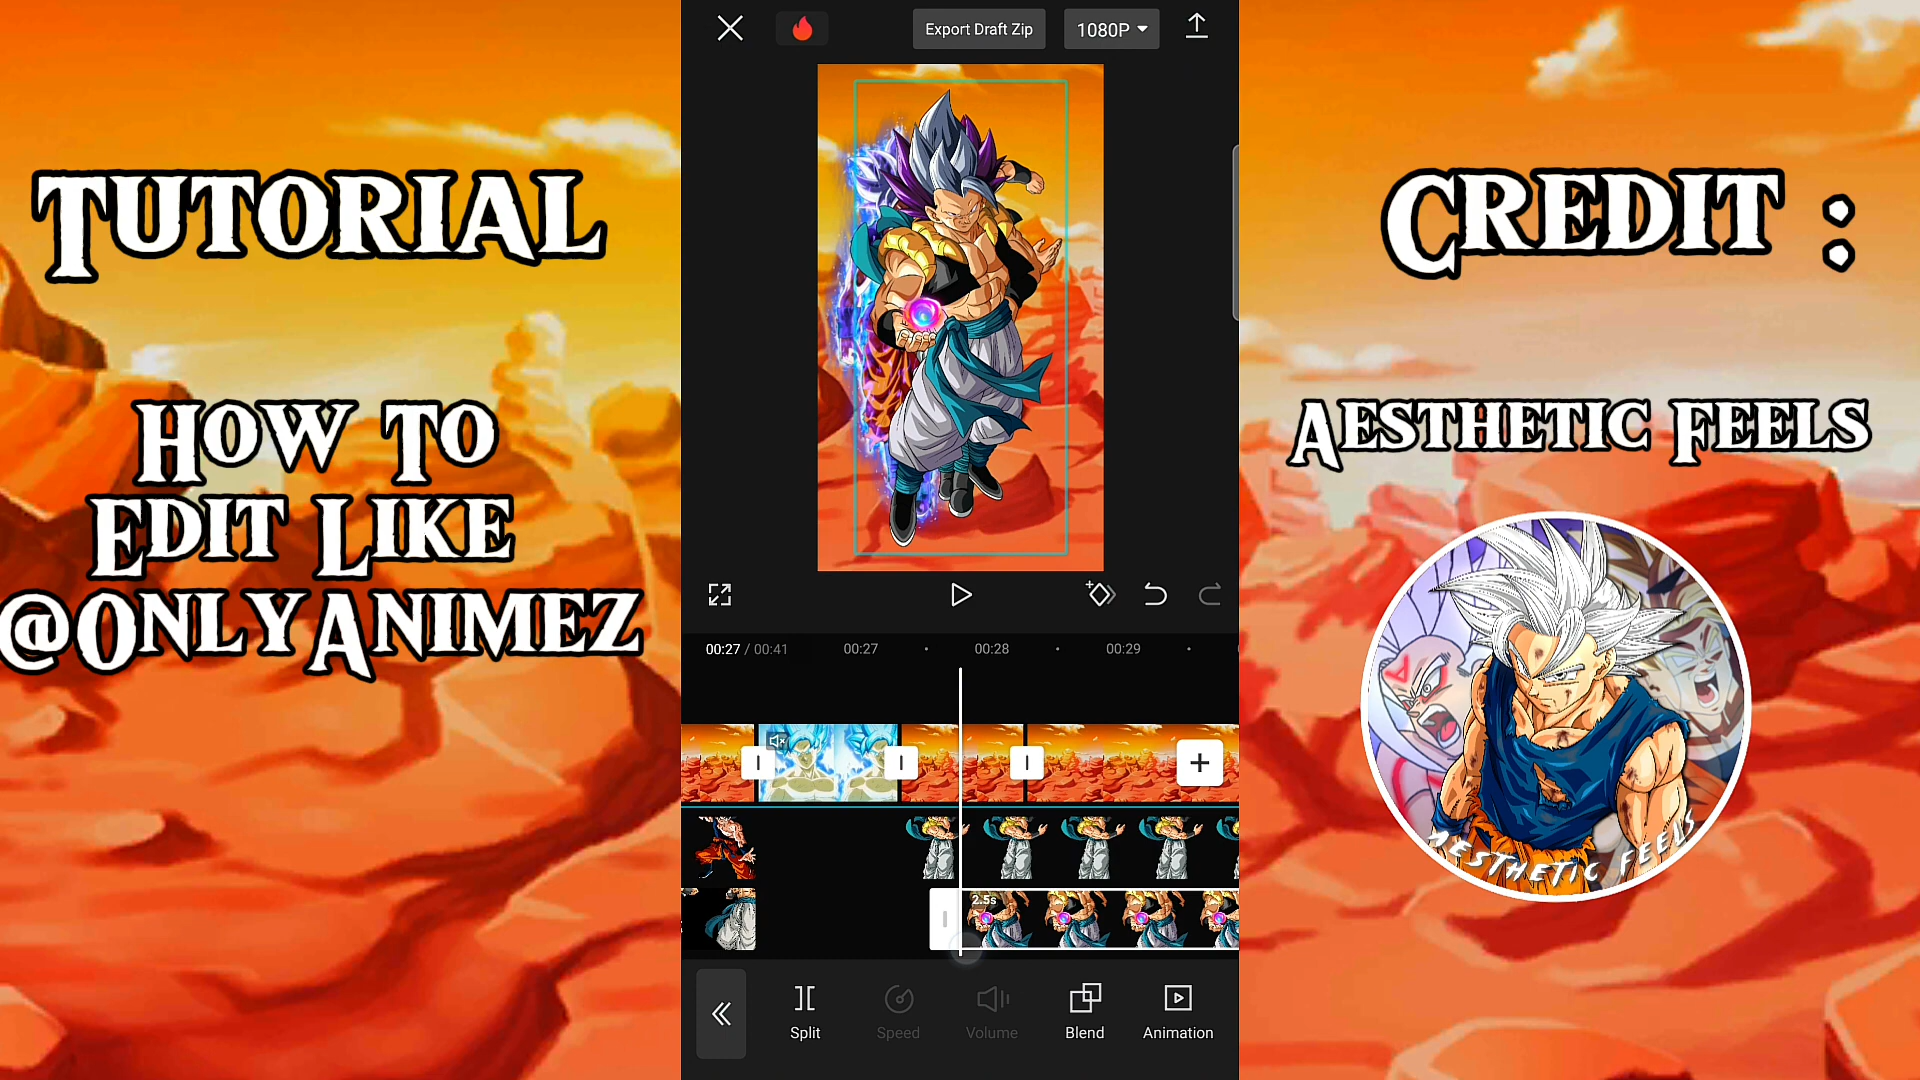 TUTORIAL
HOW TO
EDIT LIKE
@ONLYANIMEZ
Export Draft Zip
1080P
00:27 / 00:41
00:27
00:28
00:29
2.5s
Split
Speed
Volume
Blend
Animation
CREDIT :
AESTHETIC FEELS
AESTHETIC FEELS